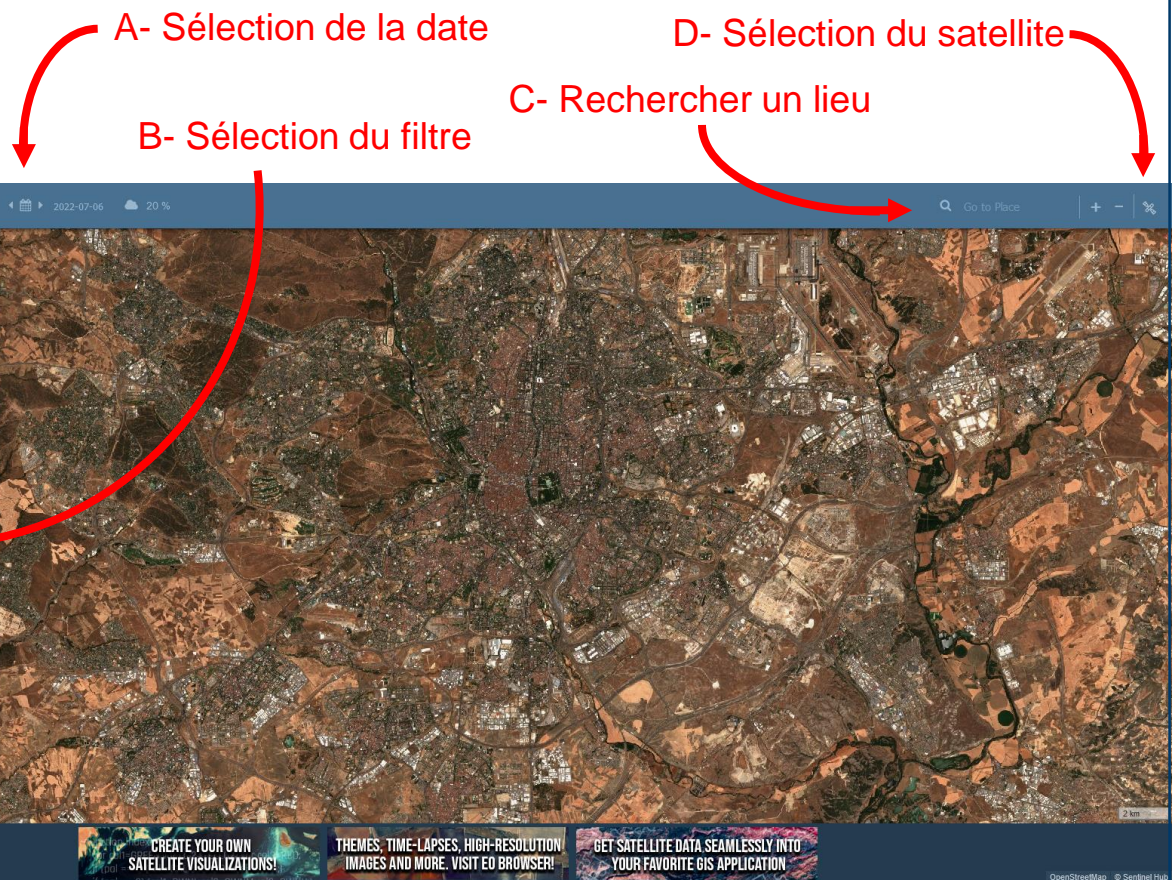 A- Sélection de la date
D- Sélection du satellite
C- Rechercher un lieu
B- Sélection du filtre
2022-07-06
20 %
Go to Place
+ -
2 km
CREATE YOUR OWN
SATELLITE VISUALIZATIONS!
THEMES, TIME-LAPSES, HIGH-RESOLUTION
IMAGES AND MORE. VISIT EO BROWSER!
GET SATELLITE DATA SEAMLESSLY INTO
YOUR FAVORITE GIS APPLICATION
OpenStreetMap © Sentinel Hub